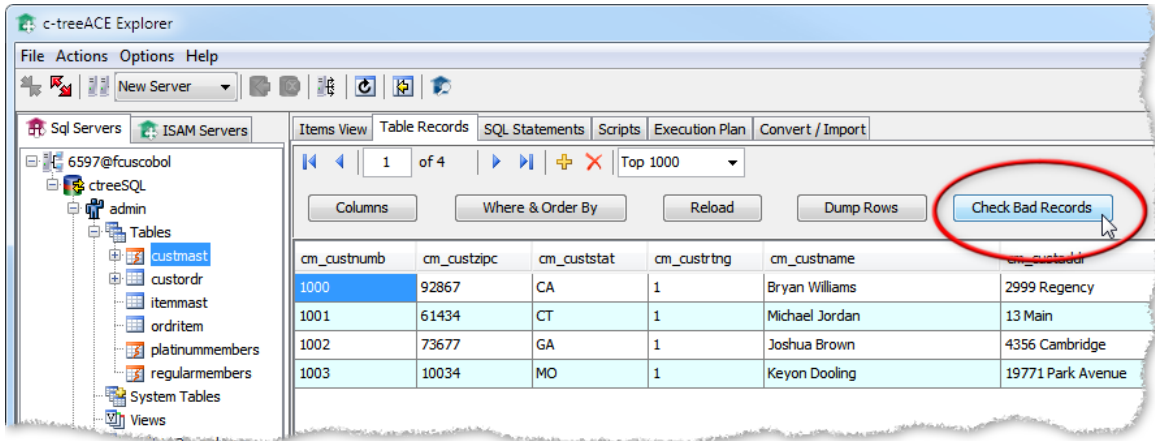 c-treeACE Explorer
File Actions Options Help
New Server
Sql Servers ISAM Servers
Items View Table Records SQL Statements Scripts Execution Plan Convert / Import
6597@fcuscobol
ctreeSQL
admin
Tables
custmast
custordr
itemmast
ordritem
platinummembers
regularmembers
System Tables
Views
1 of 4 Top 1000
Columns Where & Order By Reload Dump Rows Check Bad Records
cm_custnumb cm_custzipc cm_custstat cm_custrtng cm_custname cm_custaddr
1000 92867 CA 1 Bryan Williams 2999 Regency
1001 61434 CT 1 Michael Jordan 13 Main
1002 73677 GA 1 Joshua Brown 4356 Cambridge
1003 10034 MO 1 Keyon Dooling 19771 Park Avenue